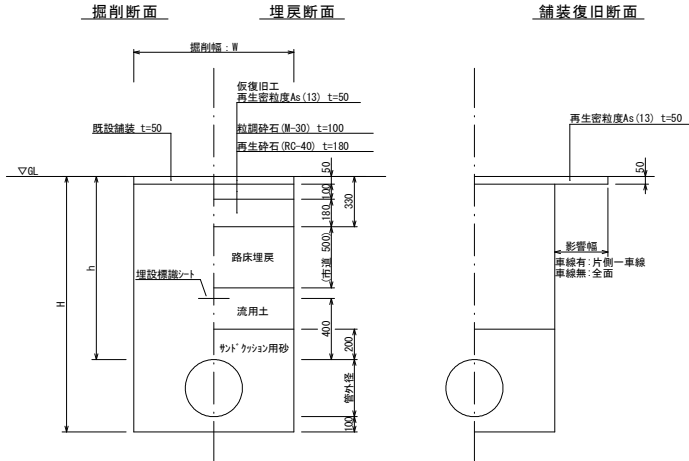 掘削断面
埋戻断面
舗装復旧断面
掘削幅：W
仮復旧工
再生密粒度As(13) t=50
既設舗装 t=50
粒調砕石(M-30) t=100
再生砕石(RC-40) t=180
再生密粒度As(13) t=50
▽GL
50
100
180
330
50
影響幅
車線有:片側一車線
車線無:全面
路床埋戻
(市道 500)
埋設標識シート
流用土
400
サンドクッション用砂
200
管外径
100
h
H